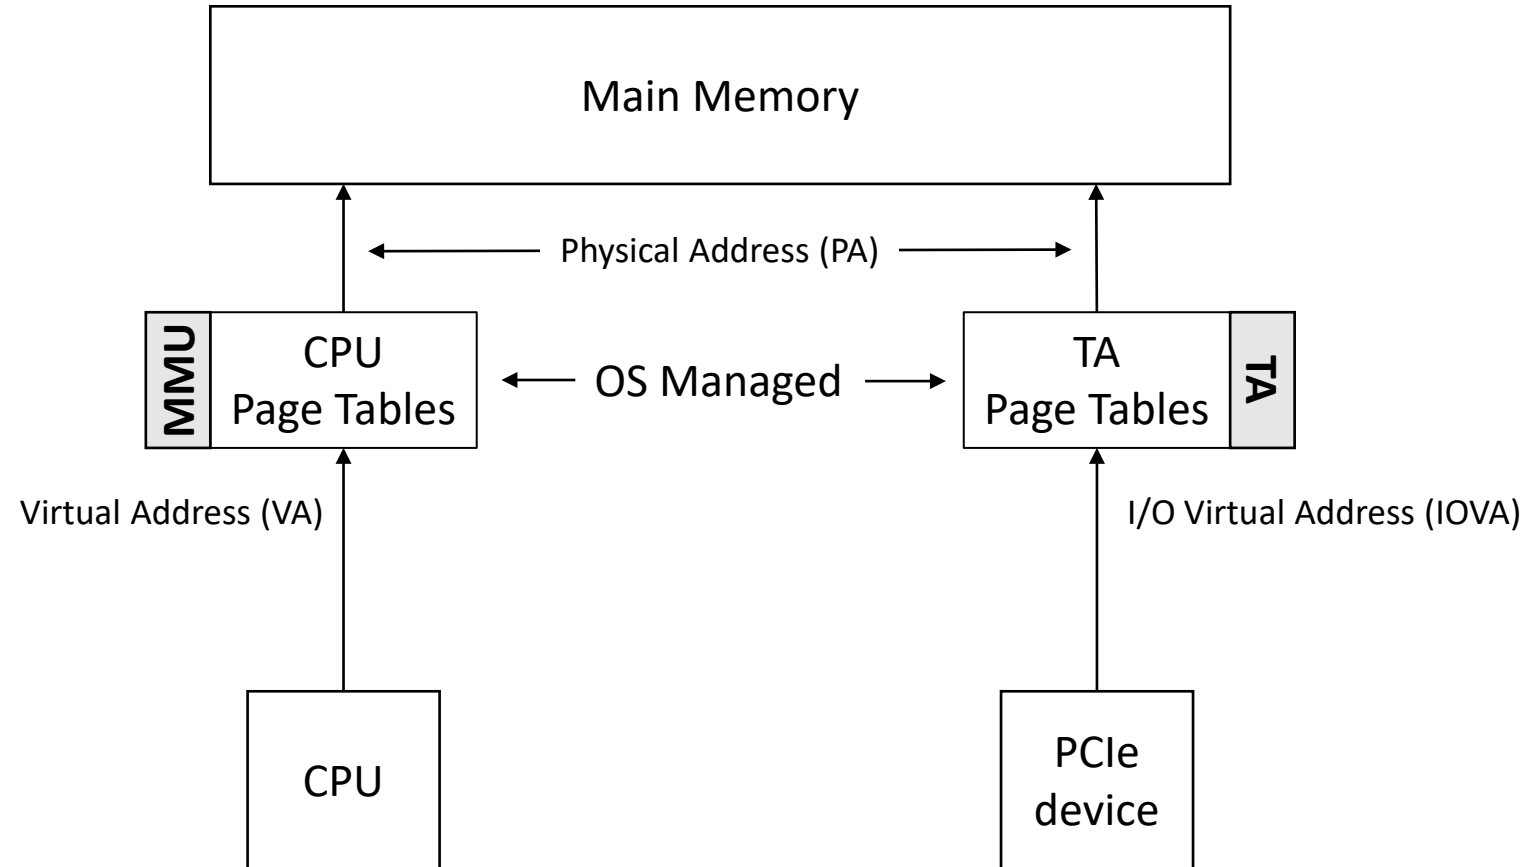 Main Memory
Physical Address (PA)
MMU
CPU
Page Tables
OS Managed
TA
Page Tables
TA
Virtual Address (VA)
I/O Virtual Address (IOVA)
CPU
PCIe
device